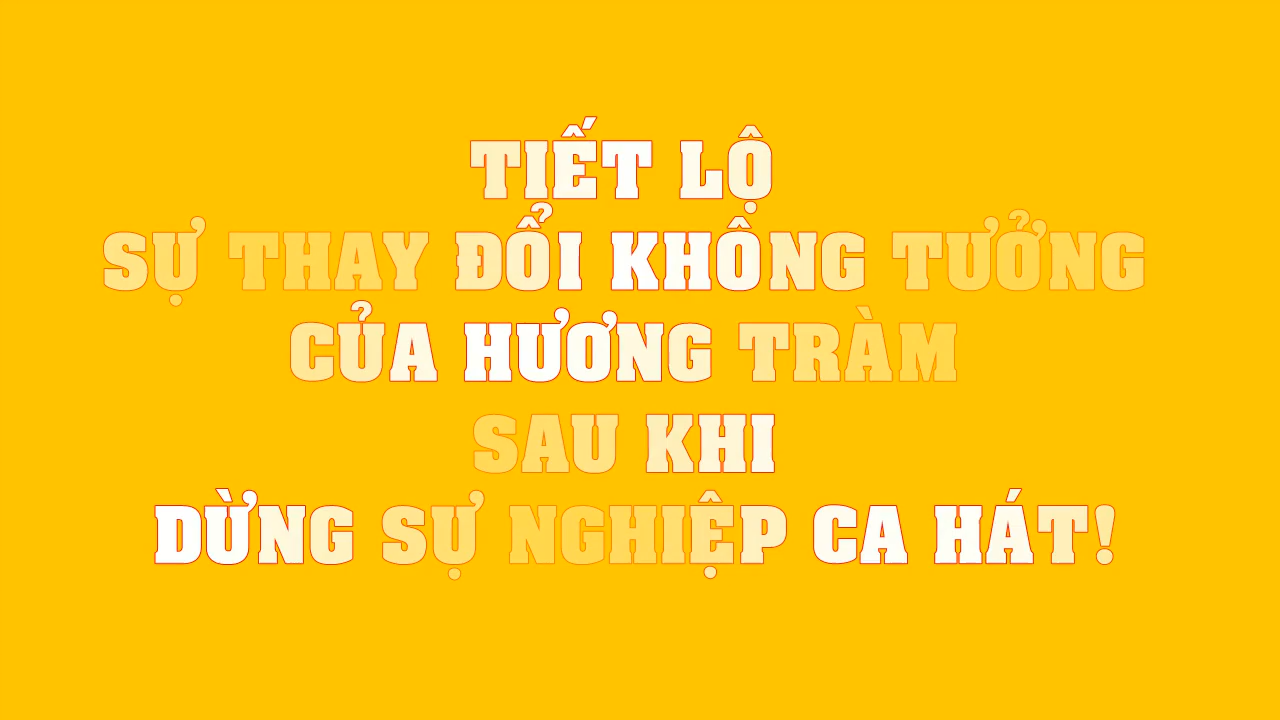 TIẾT LỘ
SỰ THAY ĐỔI KHÔNG TƯỞNG
CỦA HƯƠNG TRÀM
SAU KHI
DỪNG SỰ NGHIỆP CA HÁT!